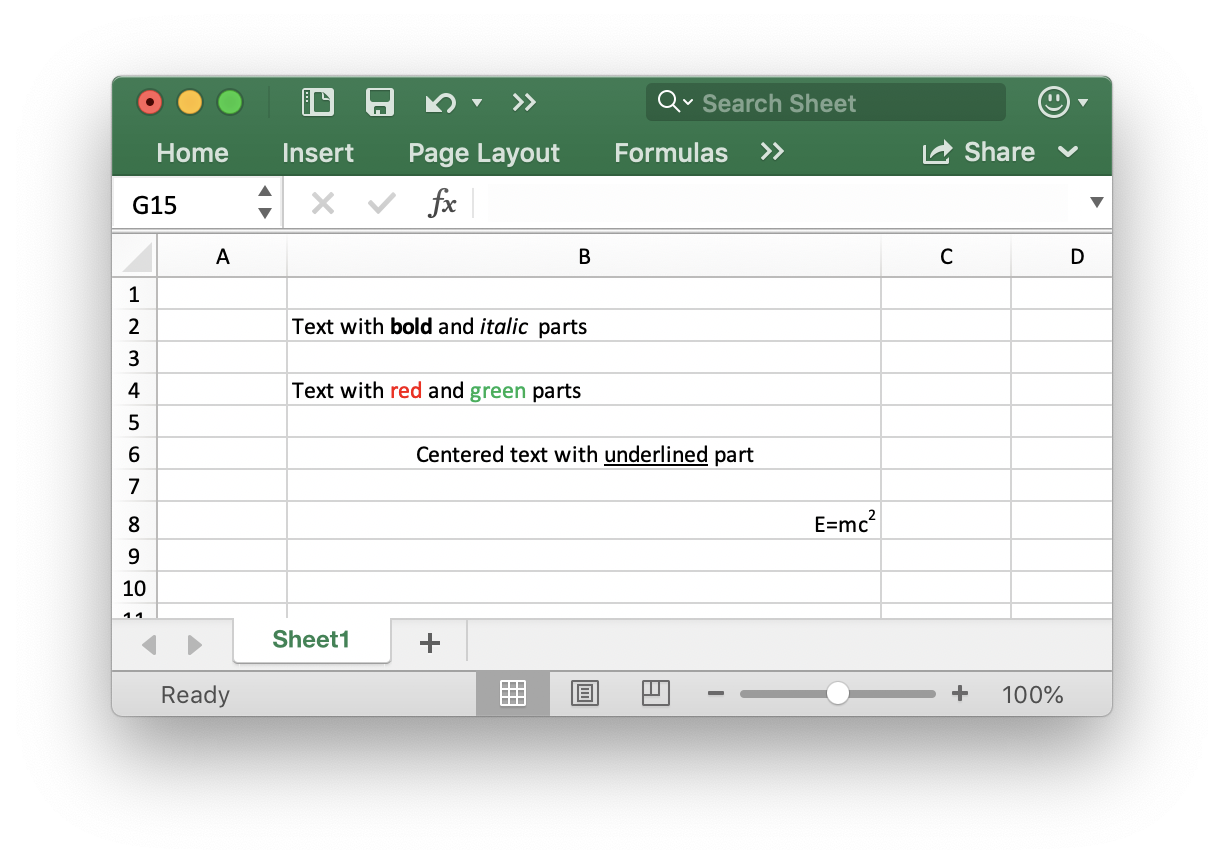 Search Sheet
Home Insert Page Layout Formulas Share
G15 fx
A B C D
1
2 Text with bold and italic parts
3
4 Text with red and green parts
5
6 Centered text with underlined part
7
8 E=mc²
9
10
11
Sheet1 +
Ready 100%